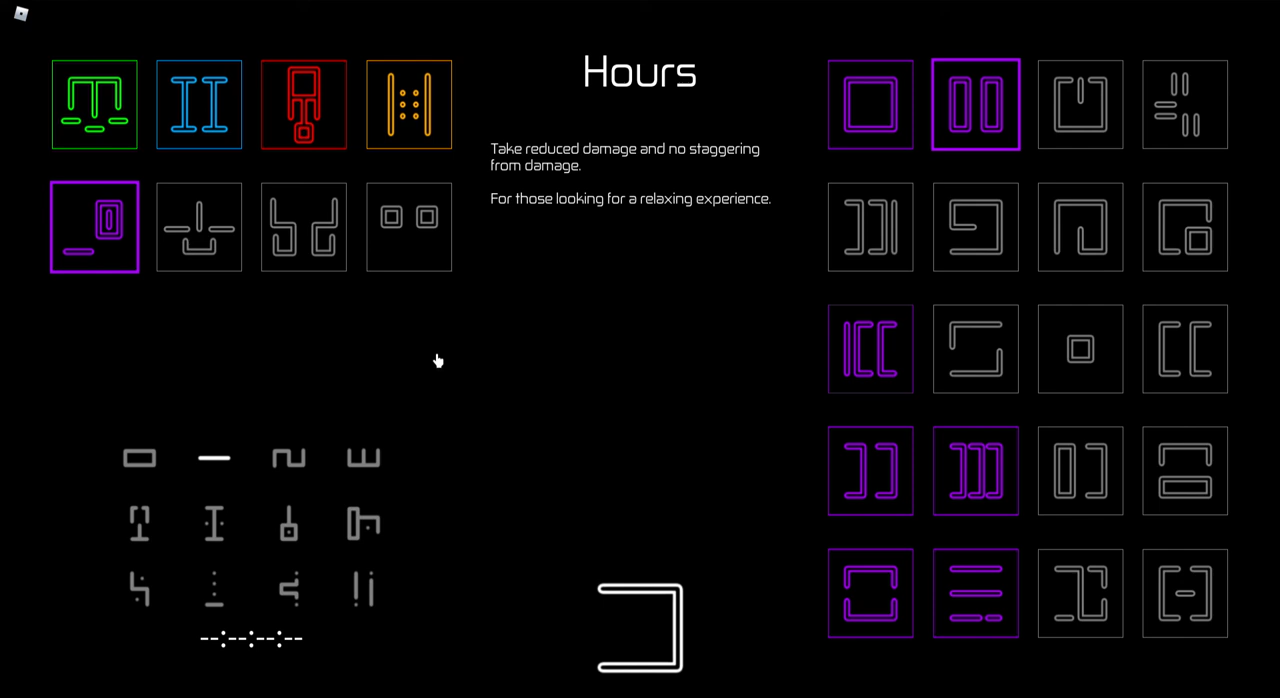 Hours
Take reduced damage and no staggering
from damage.
For those looking for a relaxing experience.
--:--:--:--